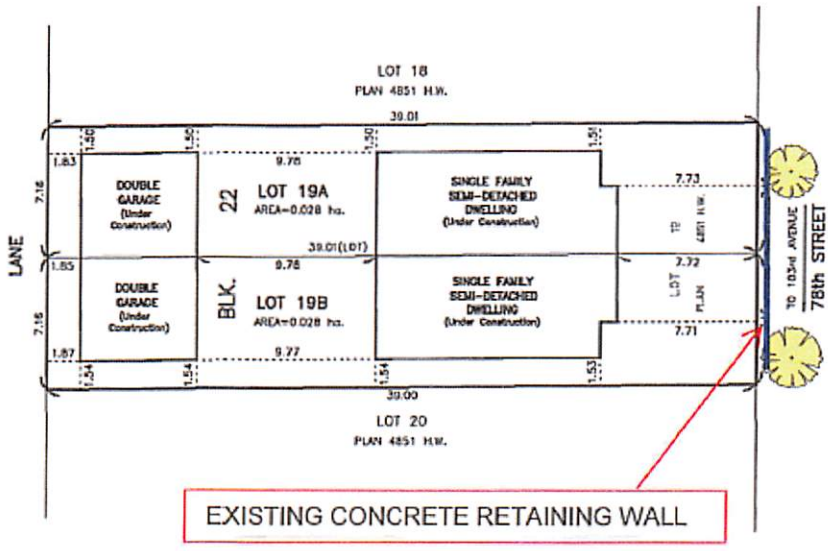 LOT 18
PLAN 4851 H.W.
39.01
1.50
1.50
1.50
1.51
1.83
9.78
7.16
DOUBLE
GARAGE
(Under
Construction)
22
LOT 19A
AREA=0.028 ha.
SINGLE FAMILY
SEMI-DETACHED
DWELLING
(Under Construction)
7.73
19
4851 H.W.
39.01(LOT)
LANE
1.85
9.78
7.72
7.16
DOUBLE
GARAGE
(Under
Construction)
BLK.
LOT 19B
AREA=0.028 ha.
SINGLE FAMILY
SEMI-DETACHED
DWELLING
(Under Construction)
LOT
PLAN
7.71
1.87
9.77
1.54
1.54
1.54
1.53
39.00
TO 103rd AVENUE
78th STREET
LOT 20
PLAN 4851 H.W.
EXISTING CONCRETE RETAINING WALL